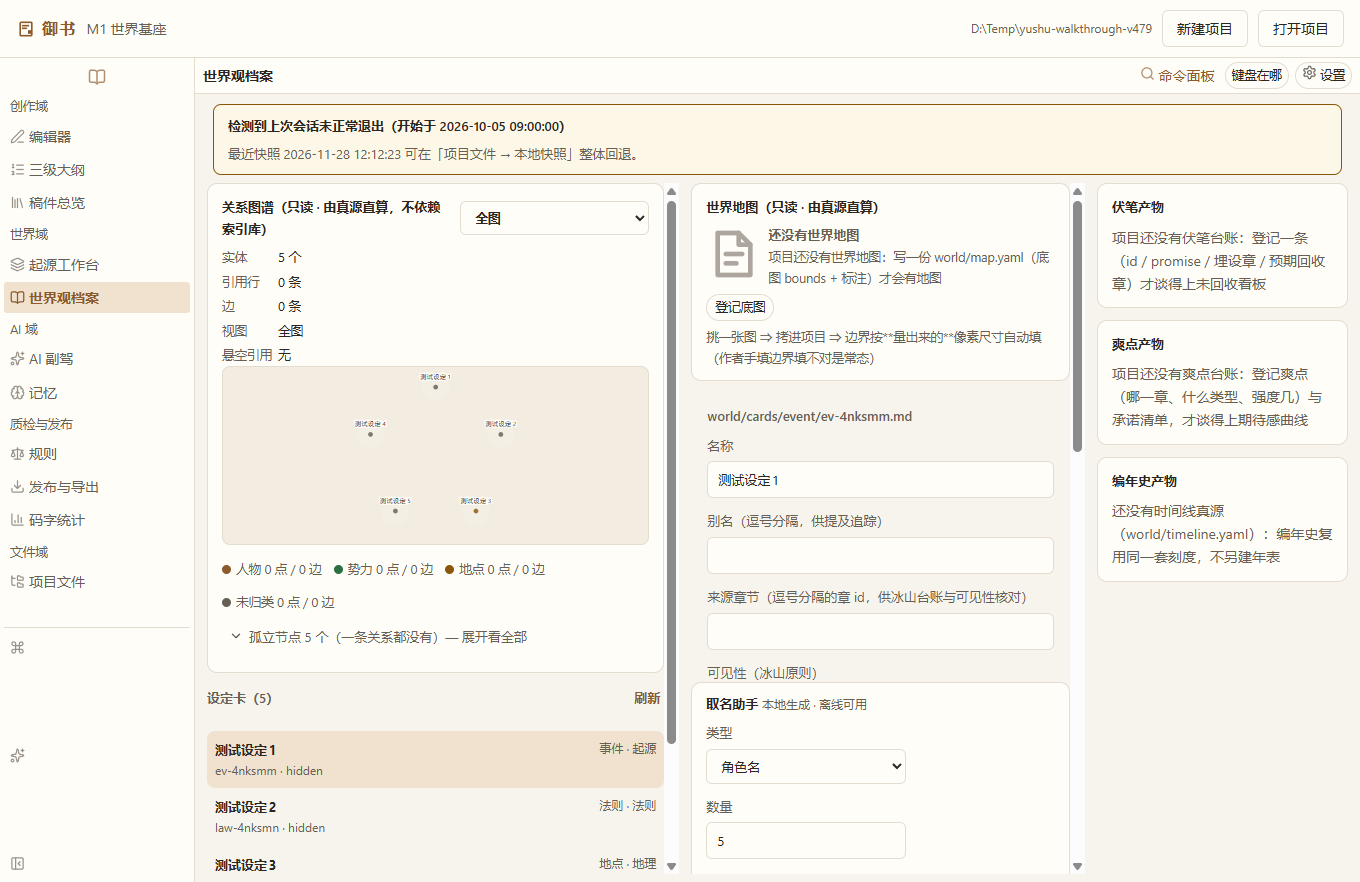 御书 M1 世界基座
D:\Temp\yushu-walkthrough-v479 新建项目 打开项目
创作域
编辑器
三级大纲
稿件总览
世界域
起源工作台
世界观档案
AI 域
AI 副驾
记忆
质检与发布
规则
发布与导出
码字统计
文件域
项目文件
世界观档案
命令面板 键盘在哪 设置
检测到上次会话未正常退出（开始于 2026-10-05 09:00:00）
最近快照 2026-11-28 12:12:23 可在「项目文件 → 本地快照」整体回退。
关系图谱（只读 · 由真源直算，不依赖
索引库）
全图
实体 5 个
引用行 0 条
边 0 条
视图 全图
悬空引用 无
测试设定 1
测试设定 4
测试设定 2
测试设定 5
测试设定 3
人物 0 点 / 0 边 势力 0 点 / 0 边 地点 0 点 / 0 边
未归类 0 点 / 0 边
孤立节点 5 个（一条关系都没有）— 展开看全部
设定卡（5）
刷新
测试设定 1 事件 · 起源
ev-4nksmm · hidden
测试设定 2 法则 · 法则
law-4nksmn · hidden
测试设定 3 地点 · 地理
世界地图（只读 · 由真源直算）
还没有世界地图
项目还没有世界地图：写一份 world/map.yaml（底
图 bounds + 标注）才会有地图
登记底图
挑一张图 ⇒ 拷进项目 ⇒ 边界按**量出来的**像素尺寸自动填
（作者手填边界填不对是常态）
world/cards/event/ev-4nksmm.md
名称
测试设定 1
别名（逗号分隔，供提及追踪）
来源章节（逗号分隔的章 id，供冰山台账与可见性核对）
可见性（冰山原则）
取名助手 本地生成 · 离线可用
类型
角色名
数量
5
伏笔产物
项目还没有伏笔台账：登记一条
（id / promise / 埋设章 / 预期回收
章）才谈得上未回收看板
爽点产物
项目还没有爽点台账：登记爽点
（哪一章、什么类型、强度几）与
承诺清单，才谈得上期待感曲线
编年史产物
还没有时间线真源
（world/timeline.yaml）：编年史复
用同一套刻度，不另建年表